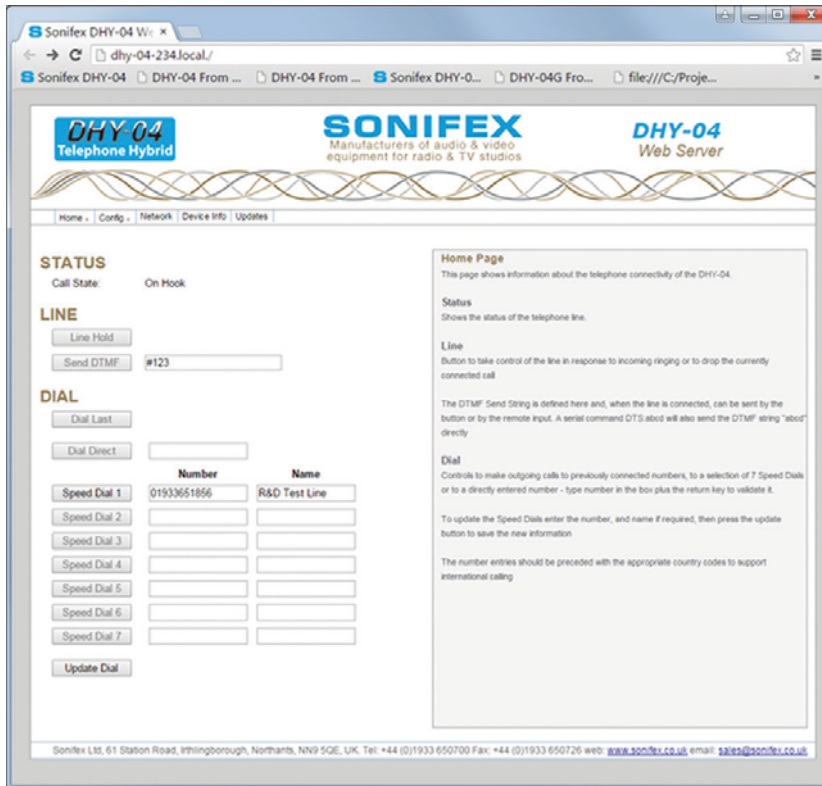 Sonifex DHY-04 We
dhy-04-234.local./
Sonifex DHY-04 DHY-04 From ... DHY-04 From ... Sonifex DHY-0... DHY-04G Fro... file:///C:/Proje...
DHY-04
Telephone Hybrid
SONIFEX
Manufacturers of audio & video
equipment for radio & TV studios
DHY-04
Web Server
Home Config Network Device Info Updates
STATUS
Call State: On Hook
LINE
Line Hold
Send DTMF #123
DIAL
Dial Last
Dial Direct
Number Name
Speed Dial 1 01933651856 R&D Test Line
Speed Dial 2
Speed Dial 3
Speed Dial 4
Speed Dial 5
Speed Dial 6
Speed Dial 7
Update Dial
Home Page
This page shows information about the telephone connectivity of the DHY-04.
Status
Shows the status of the telephone line.
Line
Button to take control of the line in response to incoming ringing or to drop the currently
connected call
The DTMF Send String is defined here and, when the line is connected, can be sent by the
button or by the remote input. A serial command DTS:abcd will also send the DTMF string "abcd"
directly
Dial
Controls to make outgoing calls to previously connected numbers, to a selection of 7 Speed Dials
or to a directly entered number - type number in the box plus the return key to validate it.
To update the Speed Dials enter the number, and name if required, then press the update
button to save the new information
The number entries should be preceded with the appropriate country codes to support
international calling
Sonifex Ltd, 61 Station Road, Irthlingborough, Northants, NN9 5QE, UK. Tel: +44 (0)1933 650700 Fax: +44 (0)1933 650726 web: www.sonifex.co.uk email: sales@sonifex.co.uk